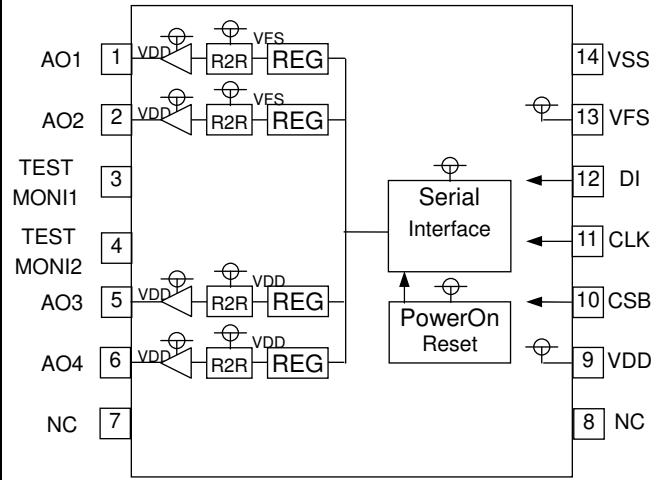 AO1 1 VDD R2R VFS REG 14 VSS
AO2 2 VDD R2R VFS REG 13 VFS
TEST
MONI1 3 12 DI
Serial
Interface
TEST
MONI2 4 11 CLK
AO3 5 VDD R2R VDD REG 10 CSB
PowerOn
Reset
AO4 6 VDD R2R VDD REG 9 VDD
NC 7 8 NC